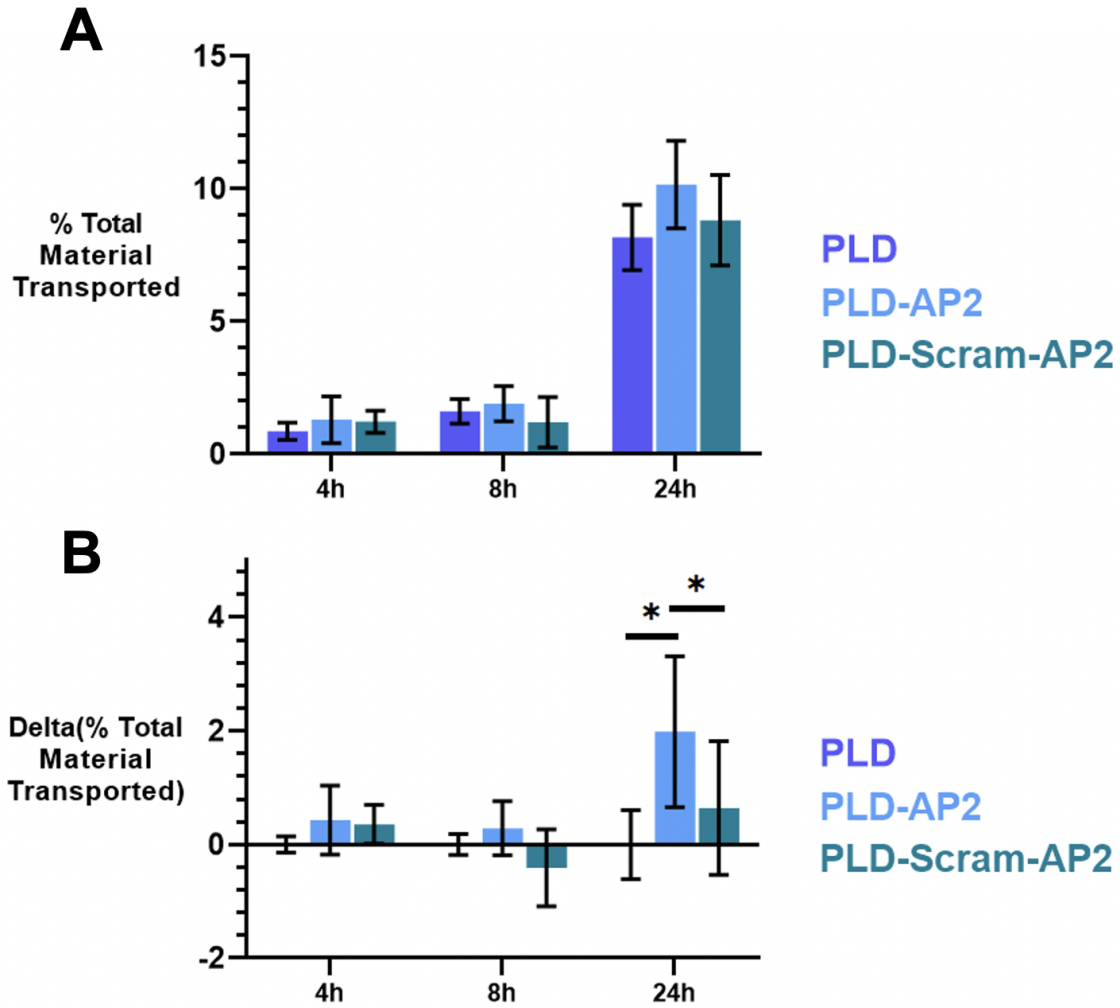 A
15
10
5
0
% Total
Material
Transported
4h
8h
24h
PLD
PLD-AP2
PLD-Scram-AP2
B
4
2
0
-2
Delta(% Total
Material
Transported)
*
*
4h
8h
24h
PLD
PLD-AP2
PLD-Scram-AP2